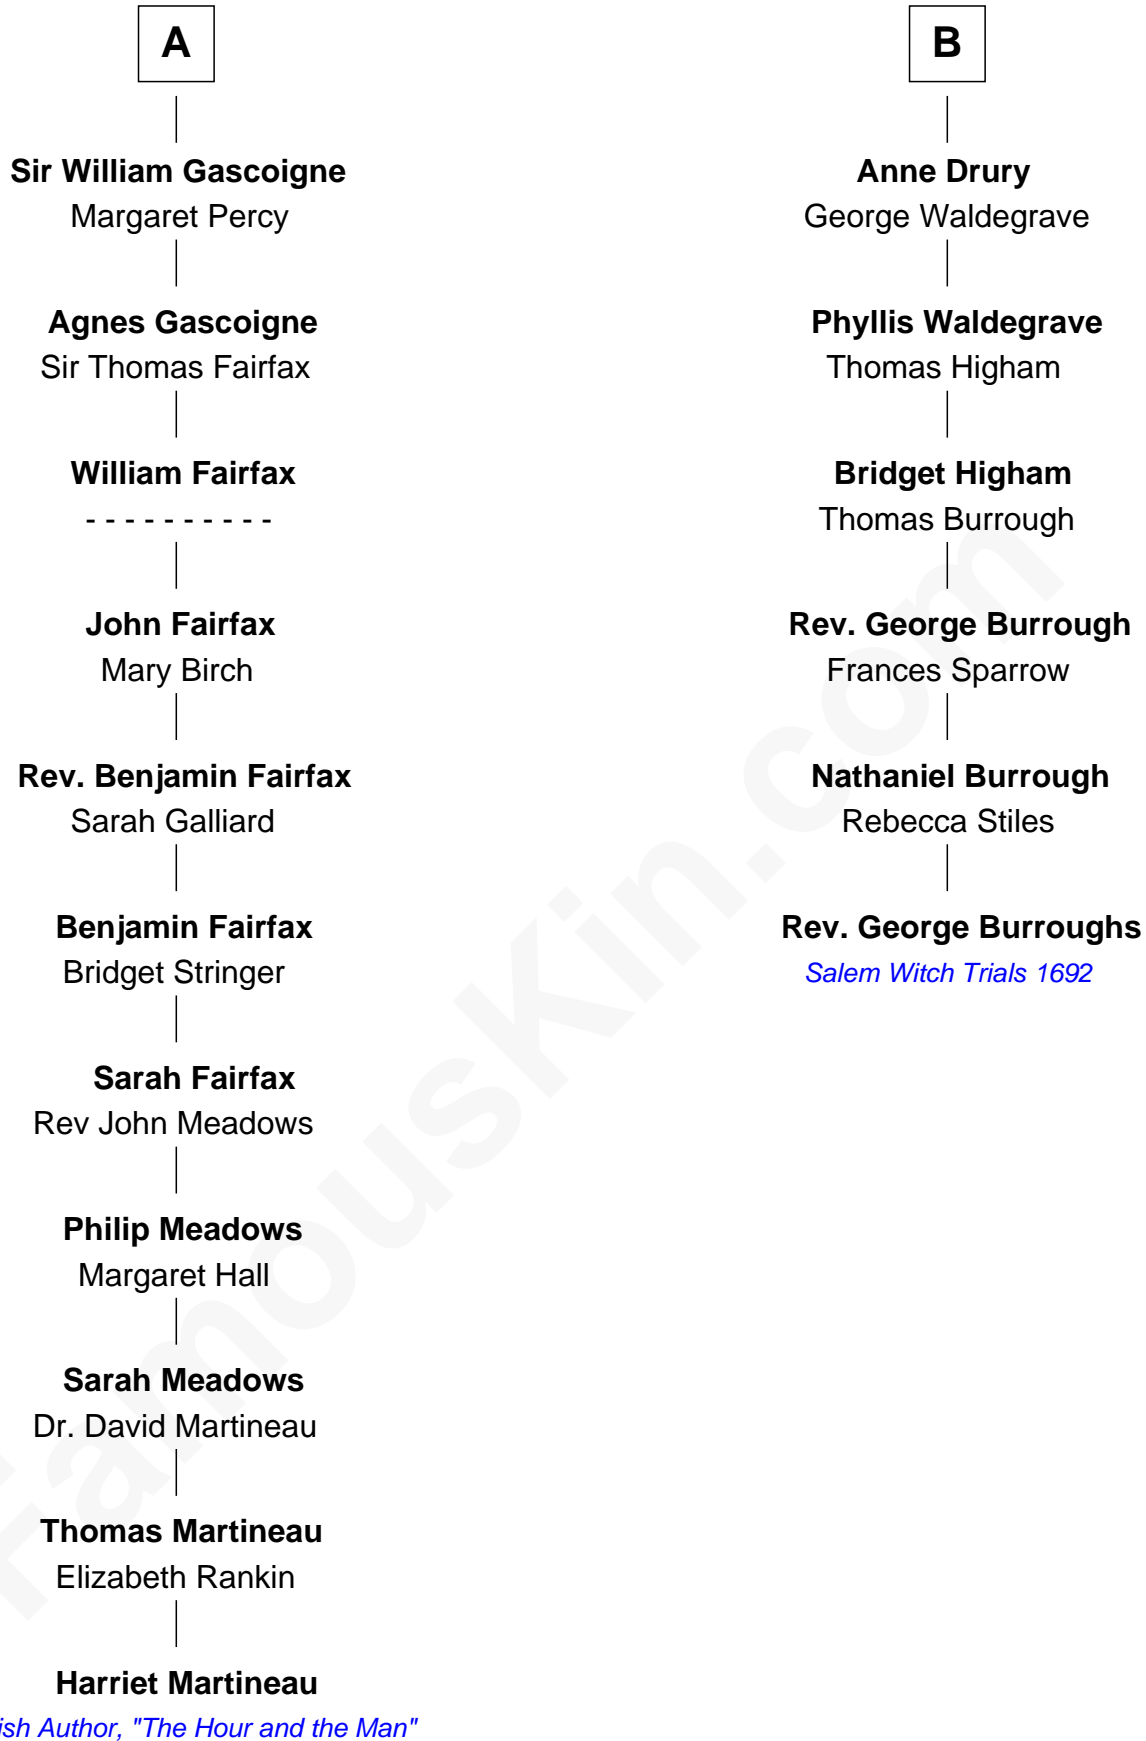 A
Sir William Gascoigne
Margaret Percy
Agnes Gascoigne
Sir Thomas Fairfax
William Fairfax
- - - - - - - - - -
John Fairfax
Mary Birch
Rev. Benjamin Fairfax
Sarah Galliard
Benjamin Fairfax
Bridget Stringer
Sarah Fairfax
Rev John Meadows
Philip Meadows
Margaret Hall
Sarah Meadows
Dr. David Martineau
Thomas Martineau
Elizabeth Rankin
Harriet Martineau
ish Author, "The Hour and the Man"
B
Anne Drury
George Waldegrave
Phyllis Waldegrave
Thomas Higham
Bridget Higham
Thomas Burrough
Rev. George Burrough
Frances Sparrow
Nathaniel Burrough
Rebecca Stiles
Rev. George Burroughs
Salem Witch Trials 1692
FamousKin.com